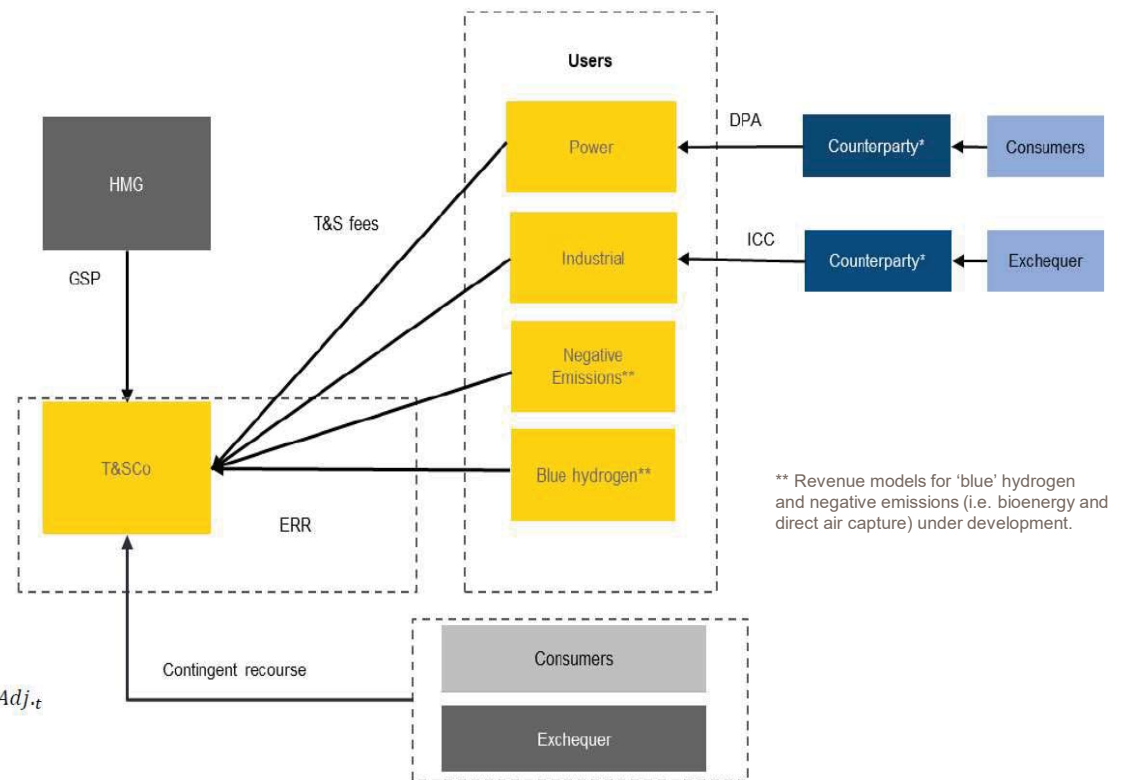 Users
HMG
Power
DPA
Counterparty*
Consumers
T&S fees
GSP
Industrial
ICC
Counterparty*
Exchequer
Negative
Emissions**
T&SCo
Blue hydrogen**
ERR
** Revenue models for ‘blue’ hydrogen
and negative emissions (i.e. bioenergy and
direct air capture) under development.
Contingent recourse
Consumers
Adj.t
Exchequer